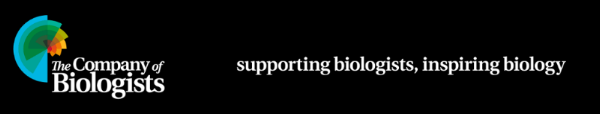 The Company of
Biologists
supporting biologists, inspiring biology